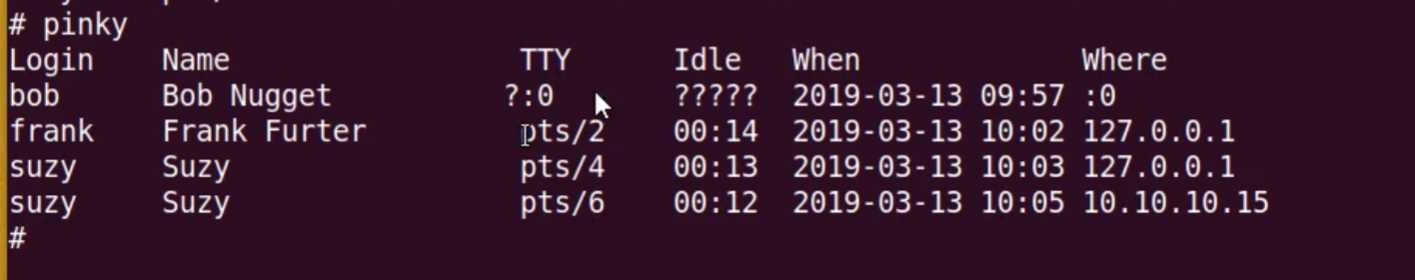 # pinky
Login    Name                 TTY      Idle   When             Where
bob      Bob Nugget          ?:0       ?????  2019-03-13 09:57 :0
frank    Frank Furter         pts/2    00:14  2019-03-13 10:02 127.0.0.1
suzy     Suzy                 pts/4    00:13  2019-03-13 10:03 127.0.0.1
suzy     Suzy                 pts/6    00:12  2019-03-13 10:05 10.10.10.15
#